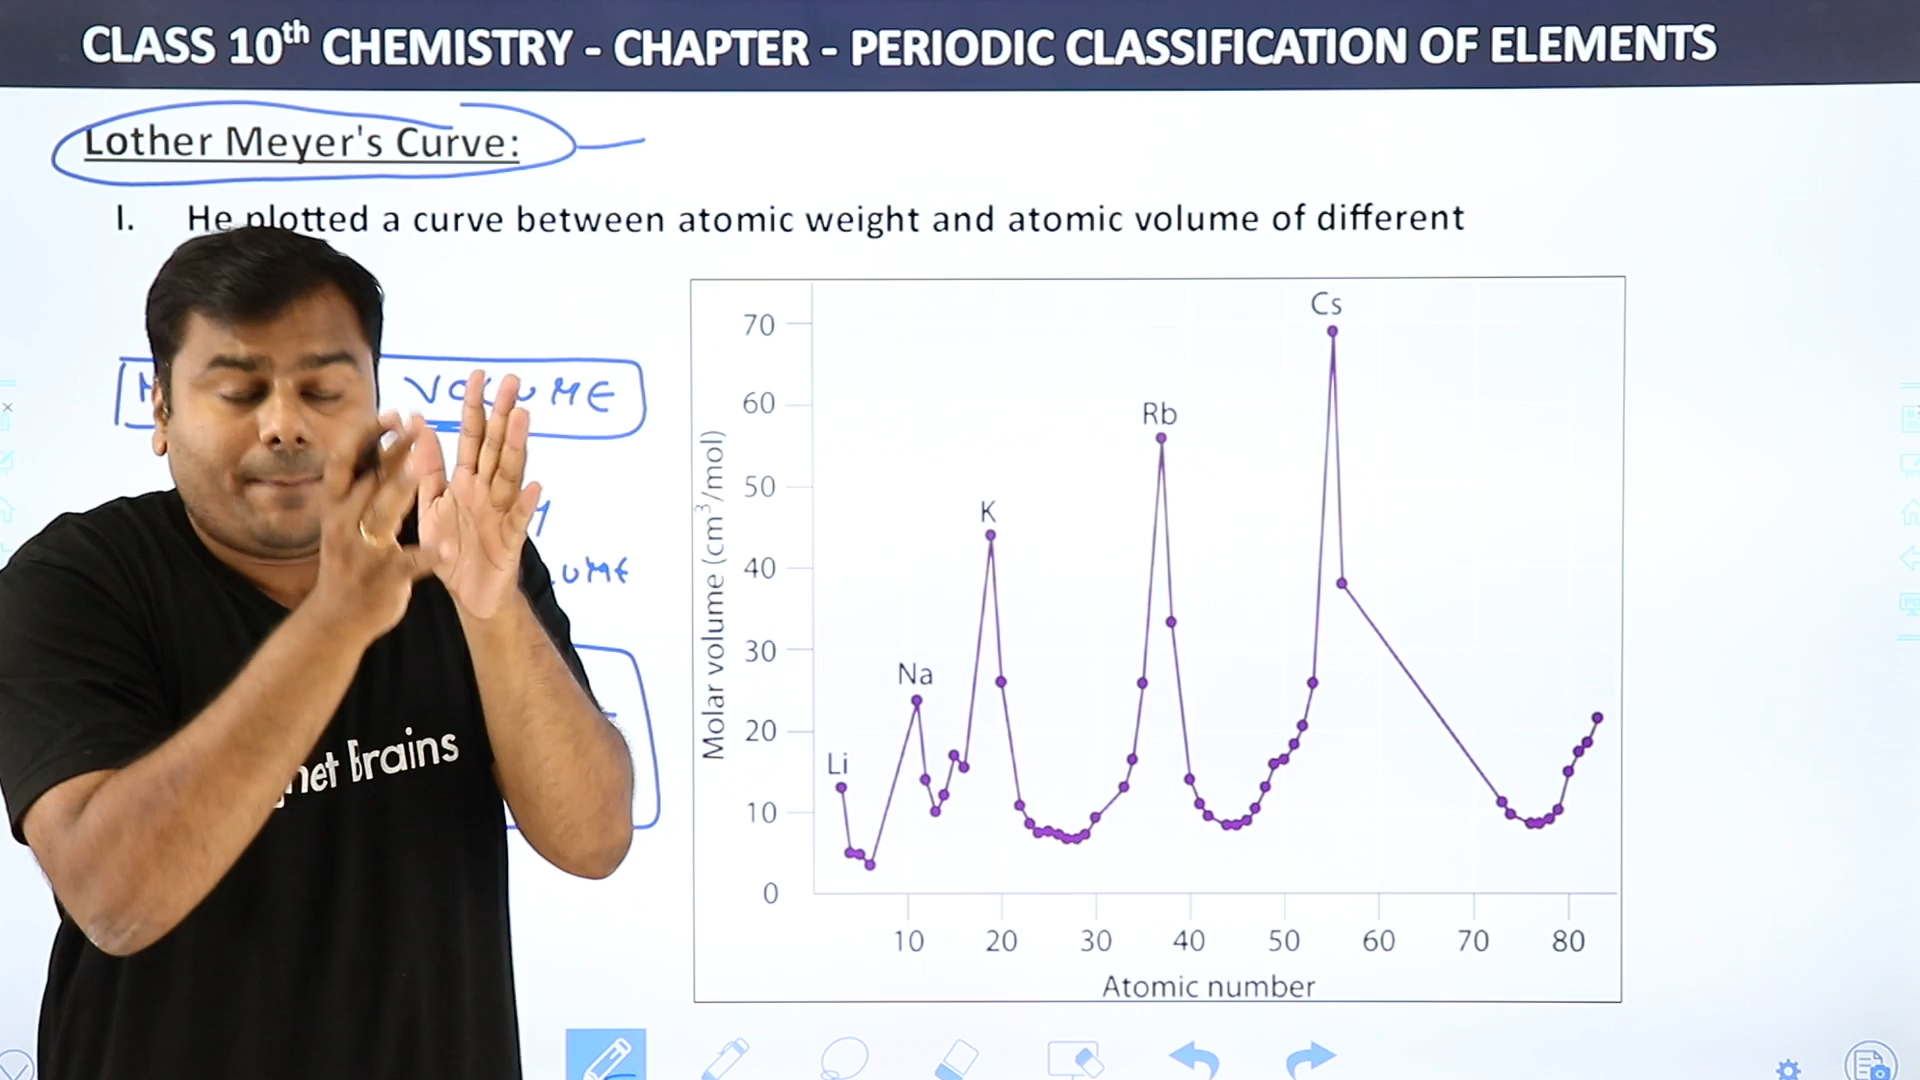 CLASS 10th CHEMISTRY - CHAPTER - PERIODIC CLASSIFICATION OF ELEMENTS
Lother Meyer's Curve:
I. He plotted a curve between atomic weight and atomic volume of different
VOLUME
Brains
Molar volume (cm³/mol)
70
60
50
40
30
20
10
0
Li
Na
K
Rb
Cs
10 20 30 40 50 60 70 80
Atomic number